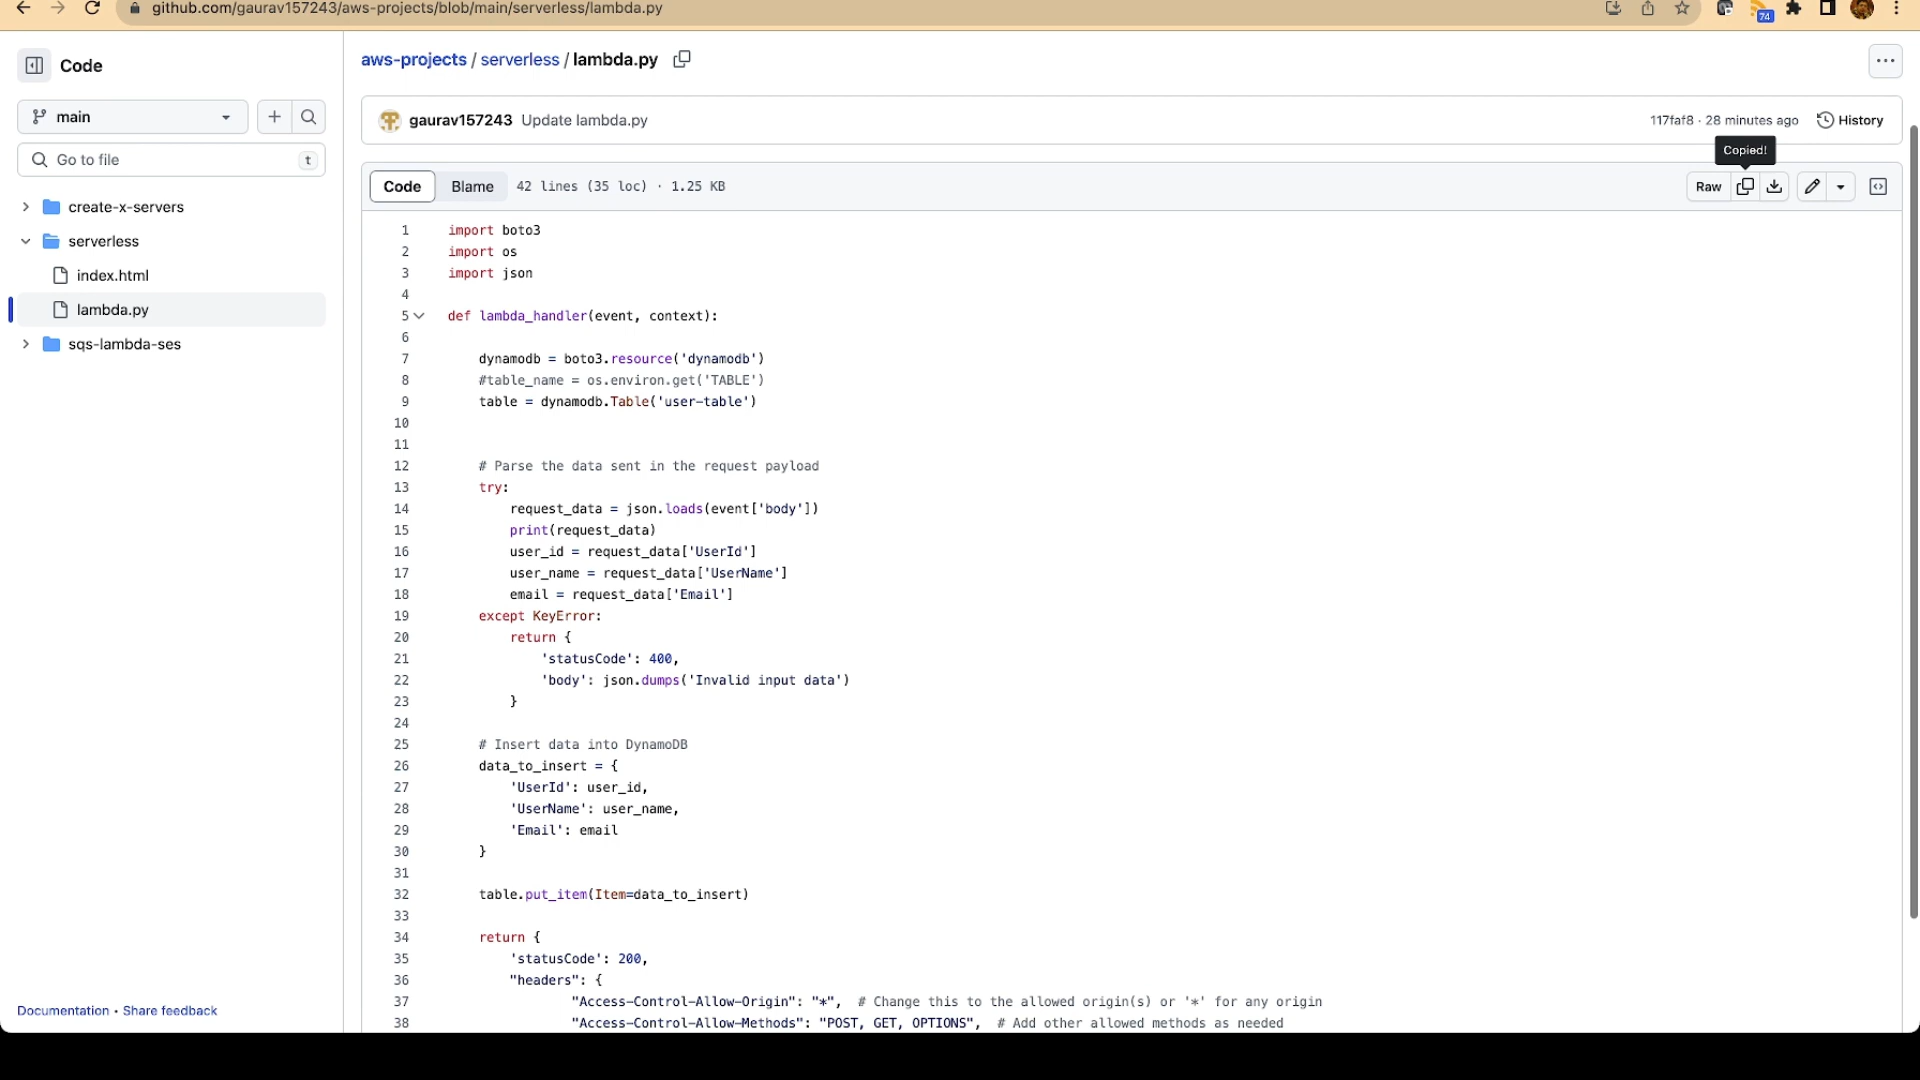 github.com/gaurav157243/aws-projects/blob/main/serverless/lambda.py
74
Code
aws-projects / serverless / lambda.py
main
gaurav157243 Update lambda.py
117faf8 · 28 minutes ago
History
Copied!
Go to file
t
Code
Blame
42 lines (35 loc) · 1.25 KB
Raw
create-x-servers
serverless
index.html
lambda.py
sqs-lambda-ses
1 import boto3
2 import os
3 import json
4
5 def lambda_handler(event, context):
6
7 dynamodb = boto3.resource('dynamodb')
8 #table_name = os.environ.get('TABLE')
9 table = dynamodb.Table('user-table')
10
11
12 # Parse the data sent in the request payload
13 try:
14 request_data = json.loads(event['body'])
15 print(request_data)
16 user_id = request_data['UserId']
17 user_name = request_data['UserName']
18 email = request_data['Email']
19 except KeyError:
20 return {
21 'statusCode': 400,
22 'body': json.dumps('Invalid input data')
23 }
24
25 # Insert data into DynamoDB
26 data_to_insert = {
27 'UserId': user_id,
28 'UserName': user_name,
29 'Email': email
30 }
31
32 table.put_item(Item=data_to_insert)
33
34 return {
35 'statusCode': 200,
36 "headers": {
37 "Access-Control-Allow-Origin": "*", # Change this to the allowed origin(s) or '*' for any origin
38 "Access-Control-Allow-Methods": "POST, GET, OPTIONS", # Add other allowed methods as needed
Documentation • Share feedback